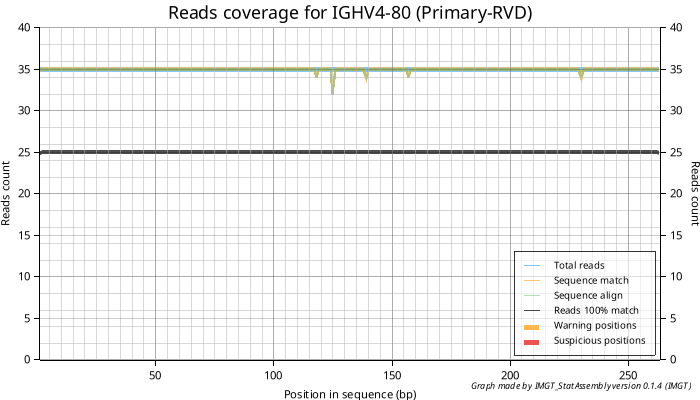 Reads coverage for IGHV4-80 (Primary-RVD)
40 40
35 35
30 30
25 25
20 20
15 15
10 10
5 5
0 0
Reads count
Reads count
Total reads
Sequence match
Sequence align
Reads 100% match
Warning positions
Suspicious positions
50 100 150 200 250
Position in sequence (bp)
Graph made by IMGT_StatAssembly version 0.1.4 (IMGT)